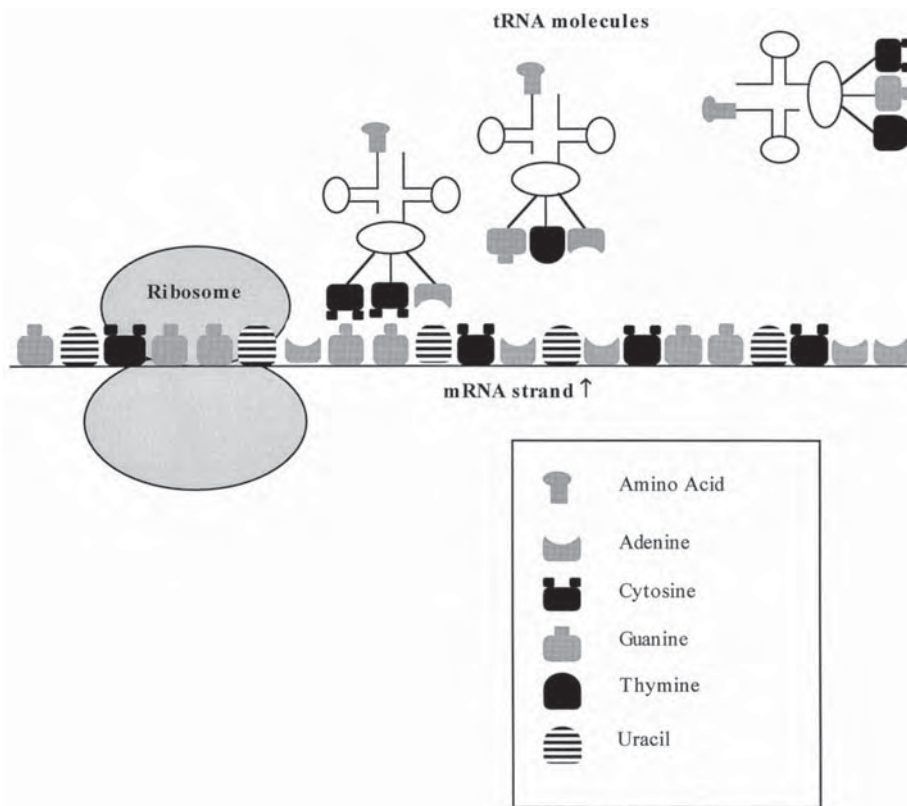 tRNA molecules
Ribosome
mRNA strand ↑
Amino Acid
Adenine
Cytosine
Guanine
Thymine
Uracil